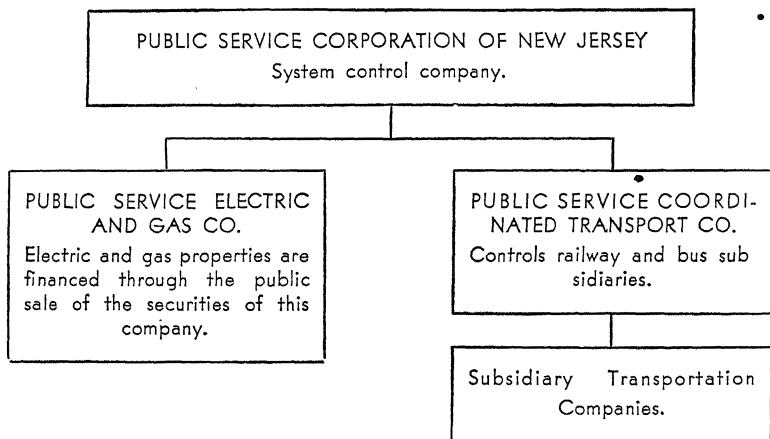 PUBLIC SERVICE CORPORATION OF NEW JERSEY
System control company.
PUBLIC SERVICE ELECTRIC
AND GAS CO.
Electric and gas properties are
financed through the public
sale of the securities of this
company.
PUBLIC SERVICE COORDI-
NATED TRANSPORT CO.
Controls railway and bus sub
sidiaries.
Subsidiary Transportation
Companies.